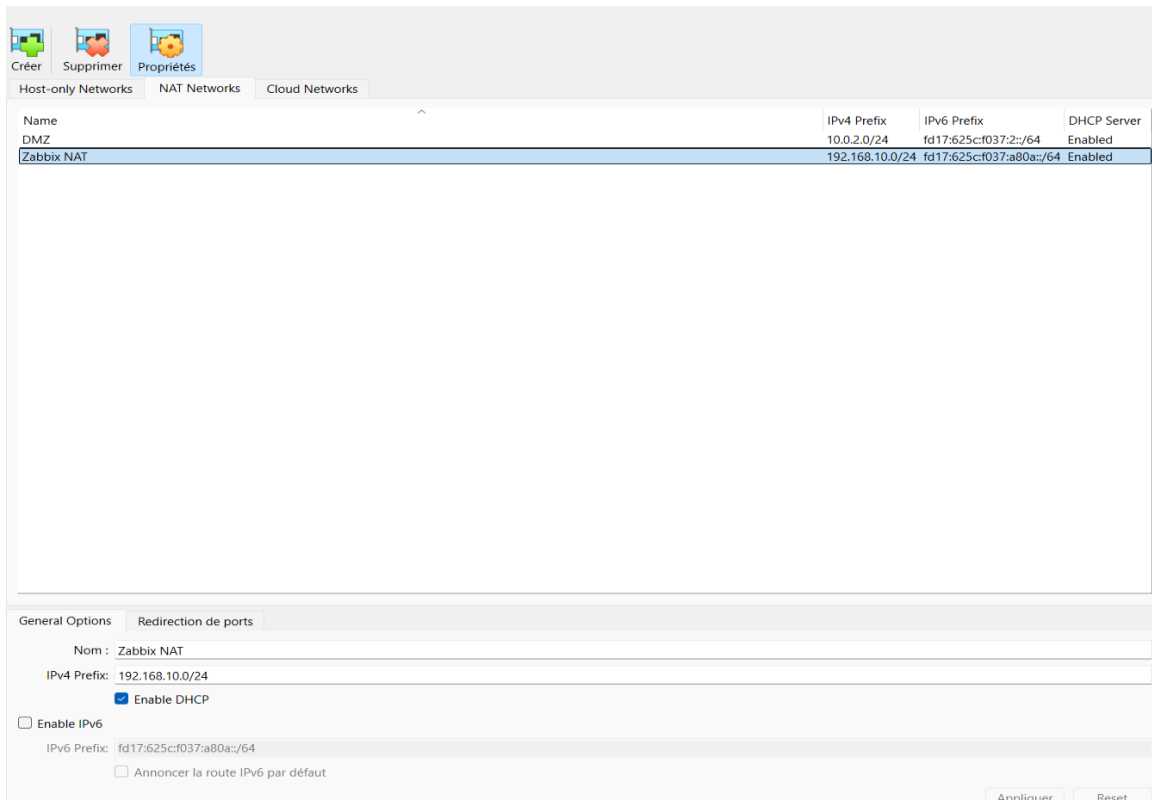 Créer Supprimer Propriétés
Host-only Networks NAT Networks Cloud Networks
Name IPv4 Prefix IPv6 Prefix DHCP Server
DMZ 10.0.2.0/24 fd17:625c:f037:2::/64 Enabled
Zabbix NAT 192.168.10.0/24 fd17:625c:f037:a80a::/64 Enabled
General Options Redirection de ports
Nom : Zabbix NAT
IPv4 Prefix: 192.168.10.0/24
Enable DHCP
Enable IPv6
IPv6 Prefix: fd17:625c:f037:a80a::/64
Annoncer la route IPv6 par défaut
Appliquer Reset